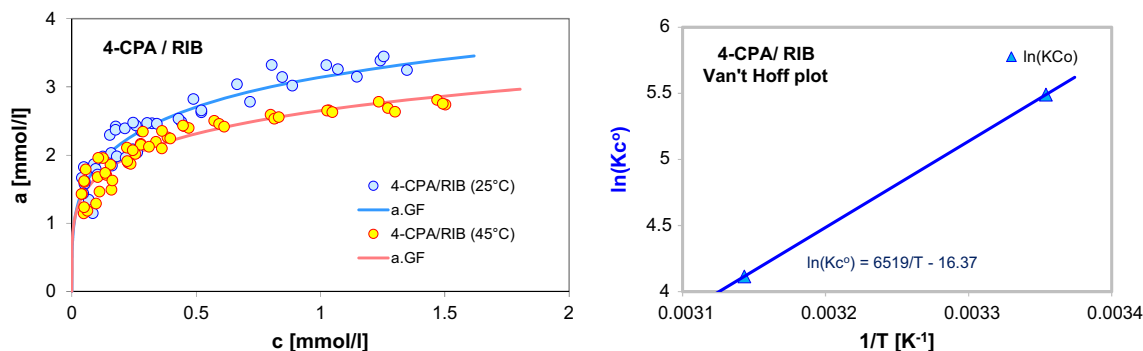 4-CPA / RIB
a [mmol/l]
4
3
2
1
0
4-CPA/RIB (25°C)
a.GF
4-CPA/RIB (45°C)
a.GF
0
0.5
1
1.5
2
c [mmol/l]
4-CPA/ RIB
Van't Hoff plot
ln(KCo)
ln(Kcº)
6
5.5
5
4.5
4
ln(Kcº) = 6519/T - 16.37
0.0031
0.0032
0.0033
0.0034
1/T [K⁻¹]